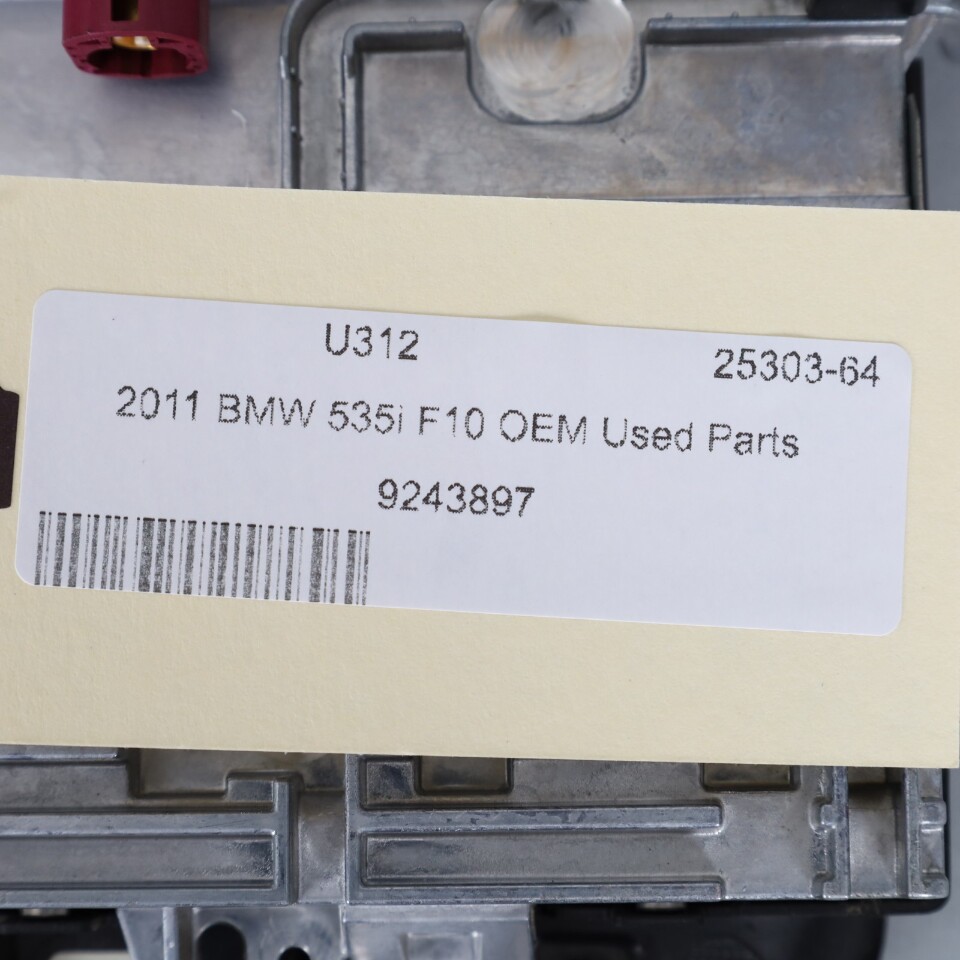 U312
25303-64
2011 BMW 535i F10 OEM Used Parts
9243897